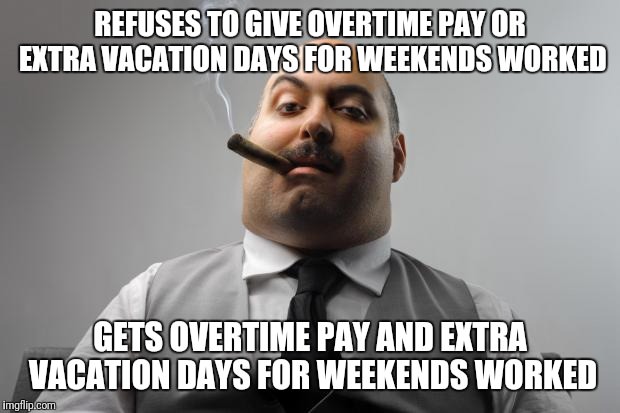 REFUSES TO GIVE OVERTIME PAY OR
EXTRA VACATION DAYS FOR WEEKENDS WORKED
GETS OVERTIME PAY AND EXTRA
VACATION DAYS FOR WEEKENDS WORKED
imgflip.com